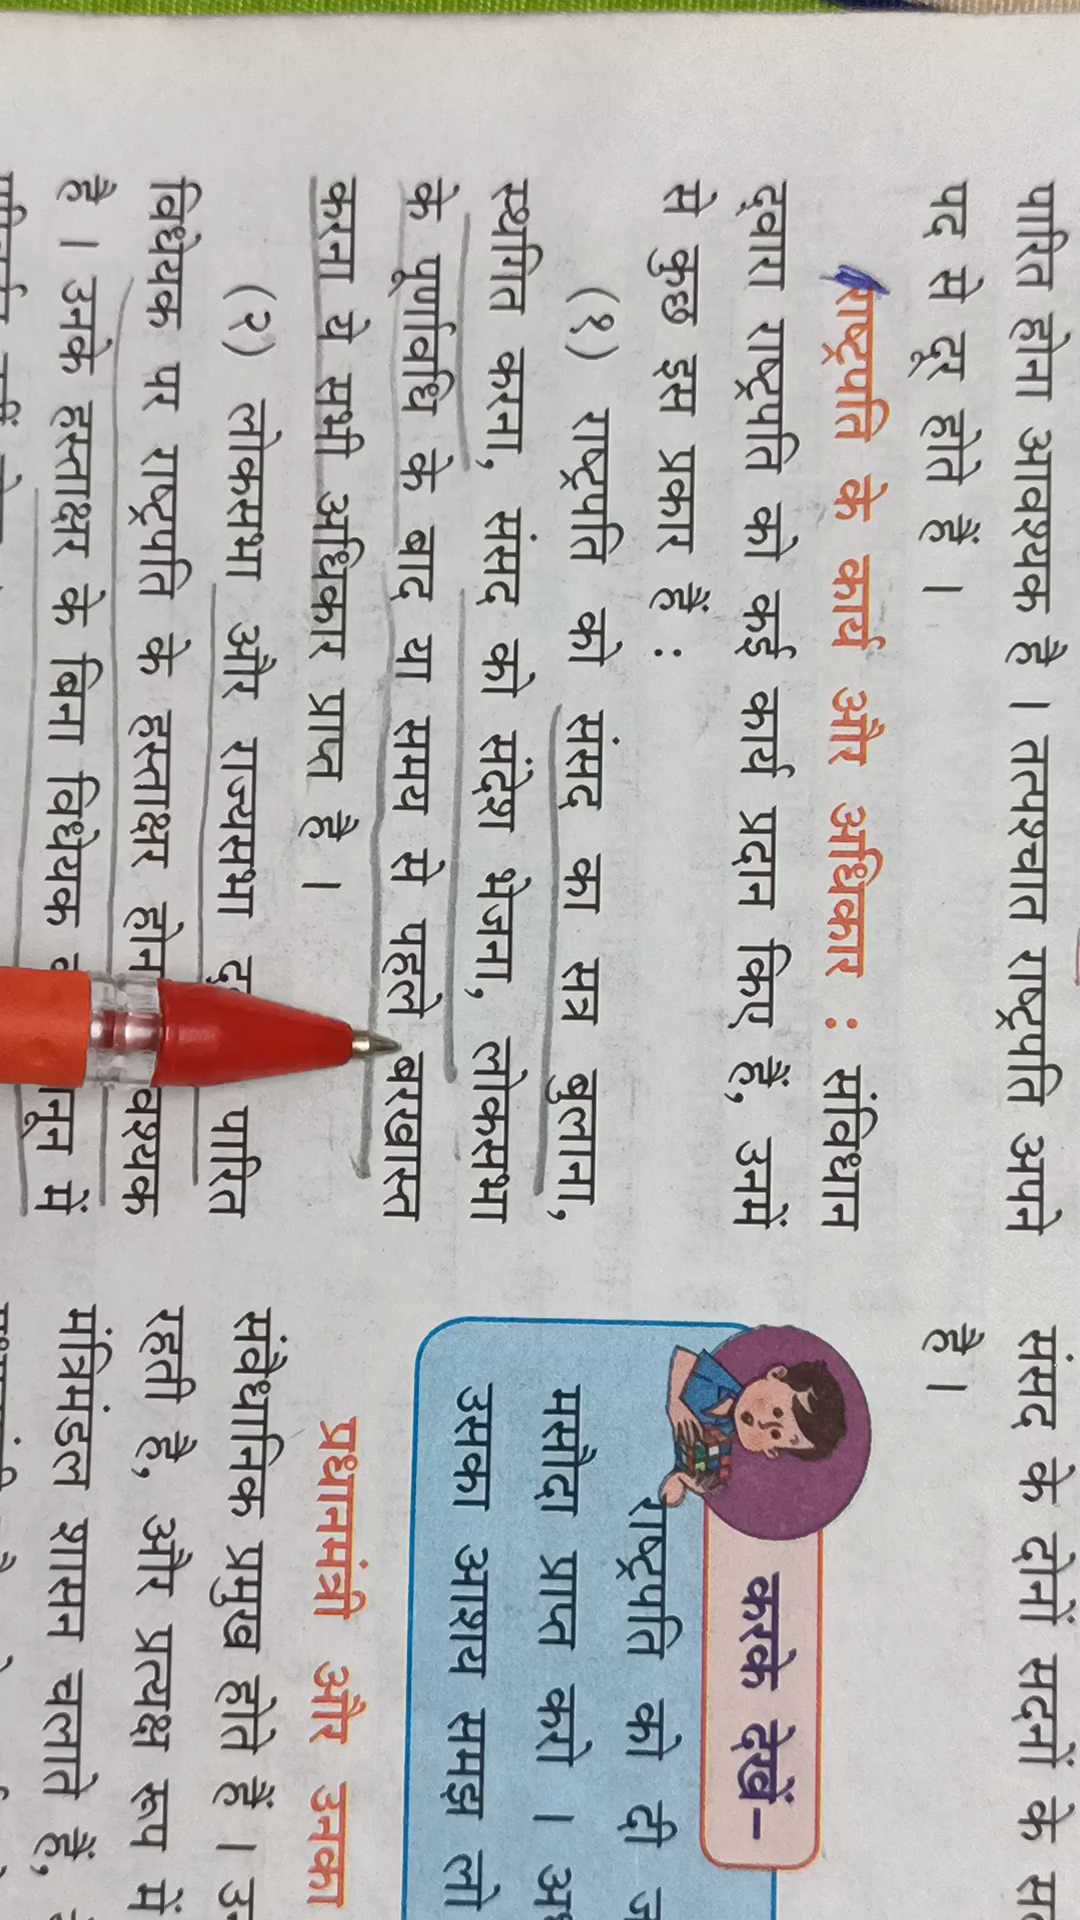 पारित होना आवश्यक है । तत्पश्चात राष्ट्रपति अपने
पद से दूर होते हैं ।
राष्ट्रपति के कार्य और अधिकार : संविधान
द्वारा राष्ट्रपति को कई कार्य प्रदान किए हैं, उनमें
से कुछ इस प्रकार हैं :
(१) राष्ट्रपति को संसद का सत्र बुलाना,
स्थगित करना, संसद को संदेश भेजना, लोकसभा
के पूर्णावधि के बाद या समय से पहले बरखास्त
करना ये सभी अधिकार प्राप्त है ।
(२) लोकसभा और राज्यसभा पारित
विधेयक पर राष्ट्रपति के हस्ताक्षर
है । उनके हस्ताक्षर के बिना विधेयक में
संसद के दोनों सदनों के
है ।
करके देखें-
राष्ट्रपति को दी
मसौदा प्राप्त करो ।
उसका आशय समझ लो
प्रधानमंत्री और उनका
संवैधानिक प्रमुख होते हैं ।
रहती है, और प्रत्यक्ष रूप में
मंत्रिमंडल शासन चलाते हैं,